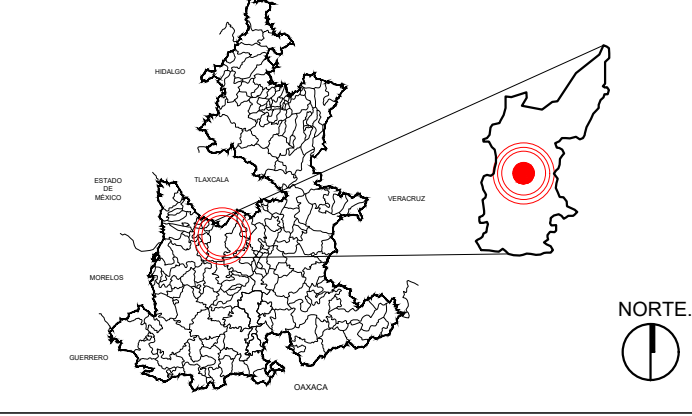 HIDALGO
TLAXCALA
ESTADO
DE
MÉXICO
VERACRUZ
MORELOS
NORTE.
GUERRERO
OAXACA